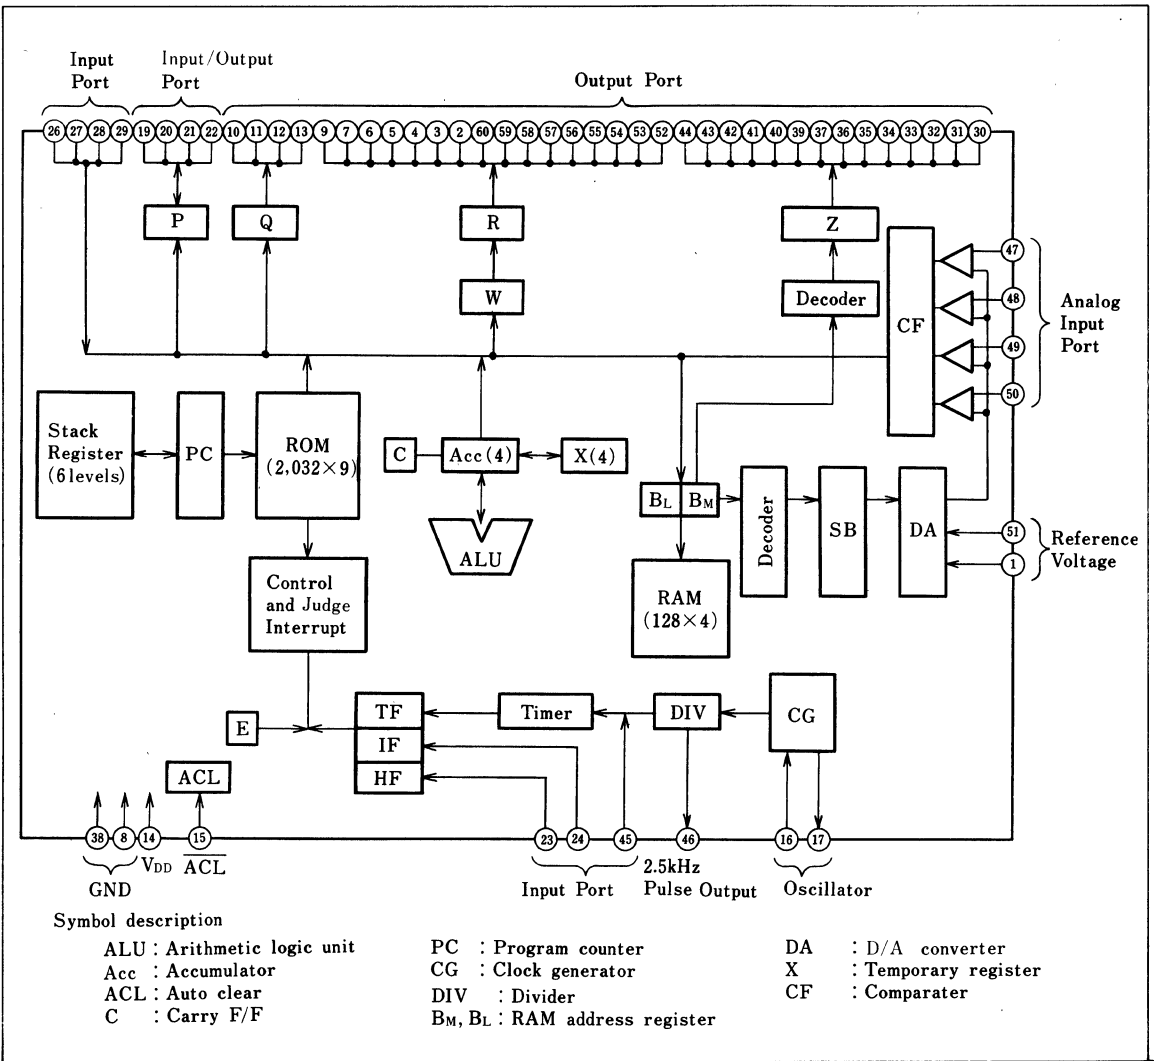 Input Port
Input/Output Port
Output Port
26 27 28 29 19 20 21 22 10 11 12 13 9 7 6 5 4 3 2 60 59 58 57 56 55 54 53 52 44 43 42 41 40 39 37 36 35 34 33 32 31 30
P
Q
R
Z
W
Decoder
CF
47
48
49
50
Analog Input Port
Stack Register (6levels)
PC
ROM (2,032×9)
C
Acc(4)
X(4)
ALU
BL
BM
Decoder
SB
DA
51
1
Reference Voltage
Control and Judge Interrupt
RAM (128×4)
E
TF
IF
HF
Timer
DIV
CG
ACL
38 8 14 15 23 24 45 46 16 17
GND
VDD
A̅C̅L̅
Input Port
2.5kHz Pulse Output
Oscillator
Symbol description
ALU : Arithmetic logic unit
Acc : Accumulator
ACL : Auto clear
C : Carry F/F
PC : Program counter
CG : Clock generator
DIV : Divider
BM, BL : RAM address register
DA : D/A converter
X : Temporary register
CF : Comparater